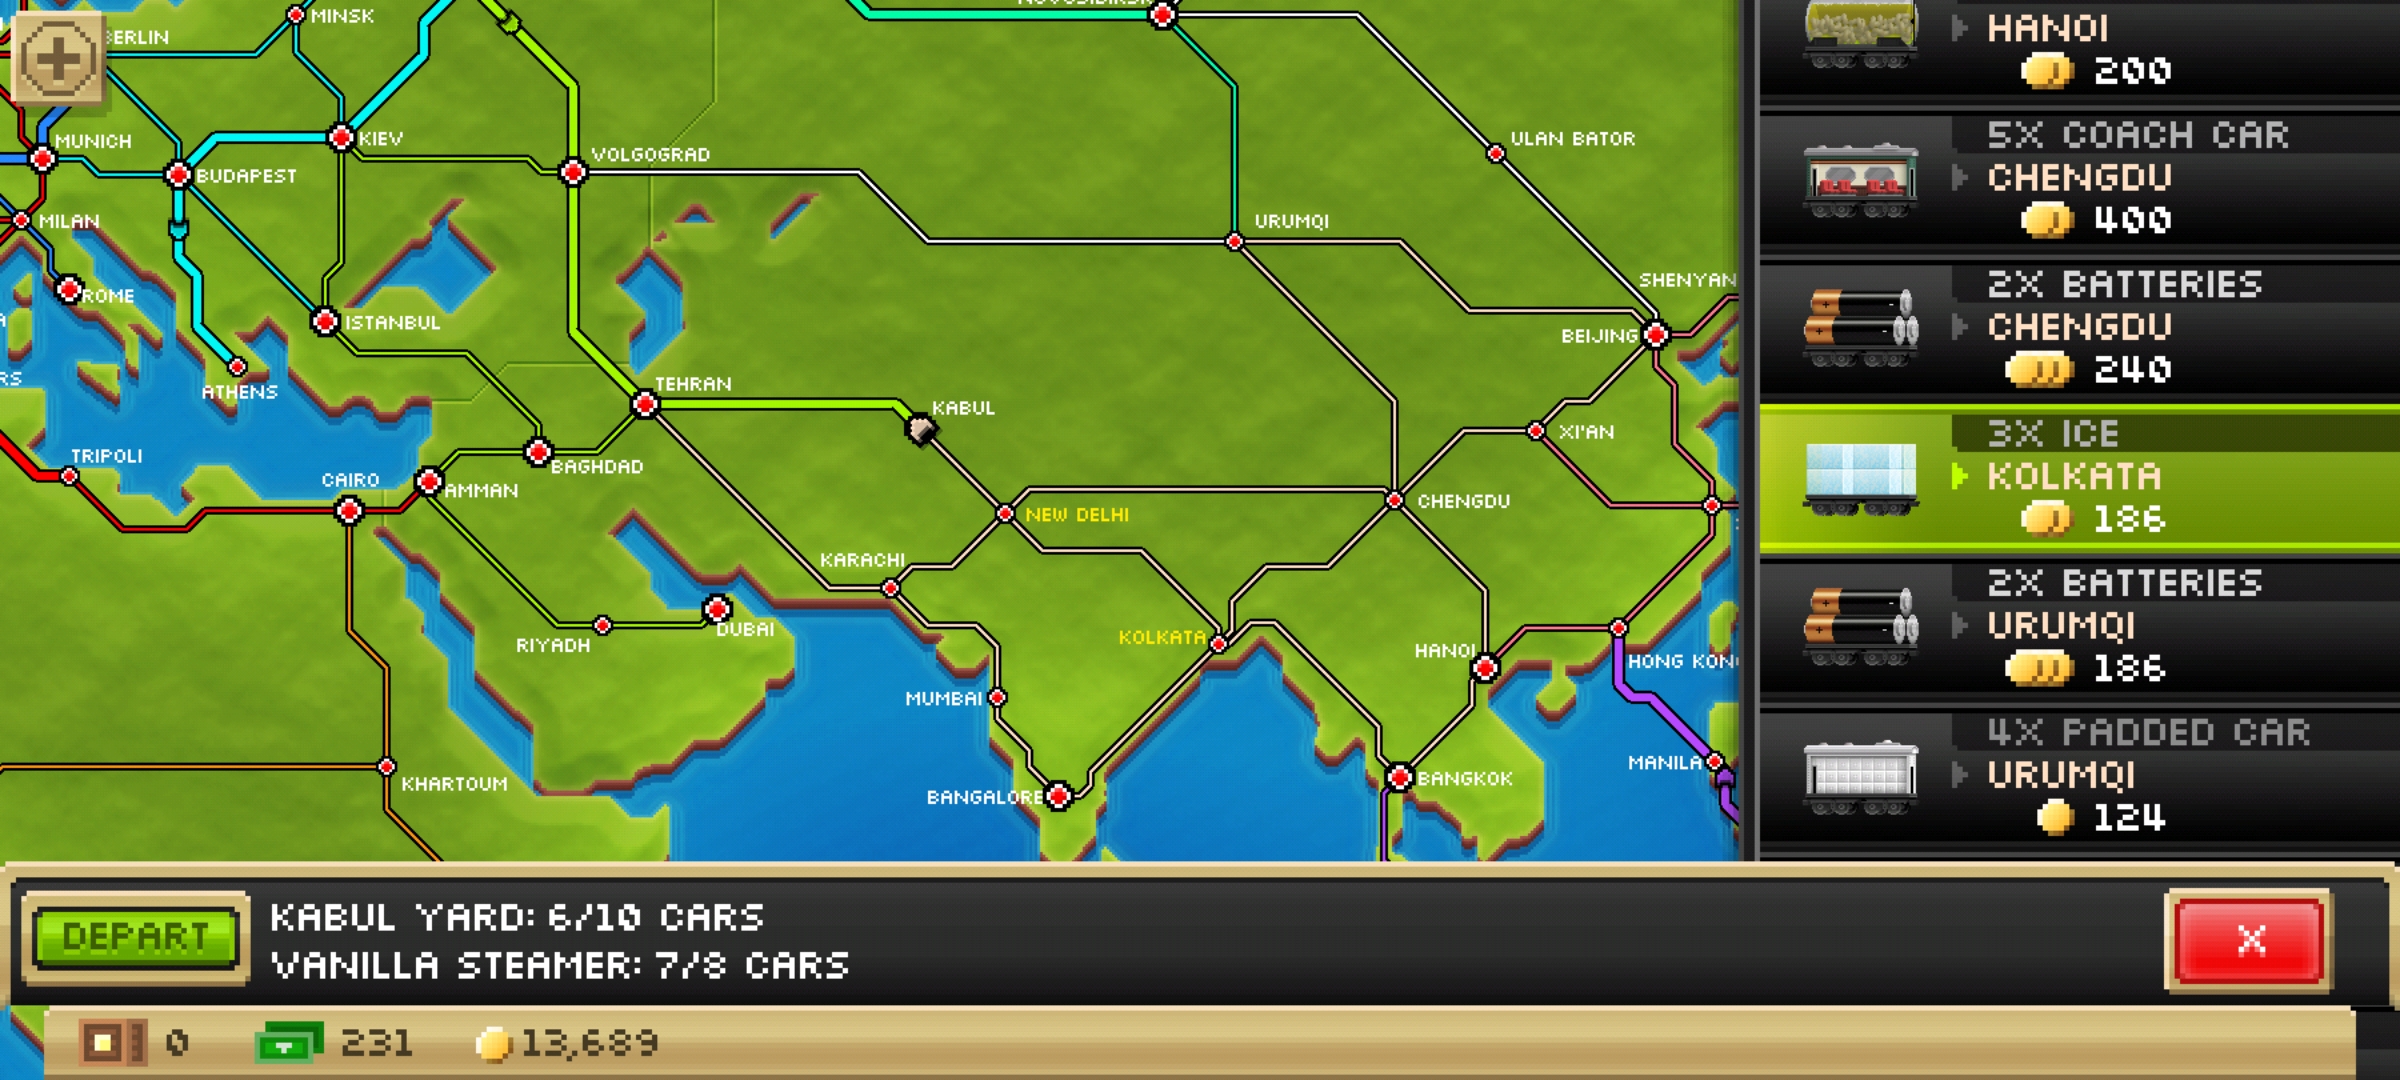 MINSK
BERLIN
MUNICH
KIEV
BUDAPEST
VOLGOGRAD
MILAN
ROME
ISTANBUL
ATHENS
ULAN BATOR
URUMQI
SHENYAN
BEIJING
TEHRAN
KABUL
XI'AN
TRIPOLI
CAIRO
BAGHDAD
AMMAN
NEW DELHI
CHENGDU
KARACHI
RIYADH
DUBAI
KOLKATA
HANOI
HONG KON
MUMBAI
KHARTOUM
BANGALORE
BANGKOK
MANILA
HANOI
200
5X COACH CAR
CHENGDU
400
2X BATTERIES
CHENGDU
240
3X ICE
KOLKATA
186
2X BATTERIES
URUMQI
186
4X PADDED CAR
URUMQI
124
DEPART
KABUL YARD: 6/10 CARS
VANILLA STEAMER: 7/8 CARS
X
0
231
13,689